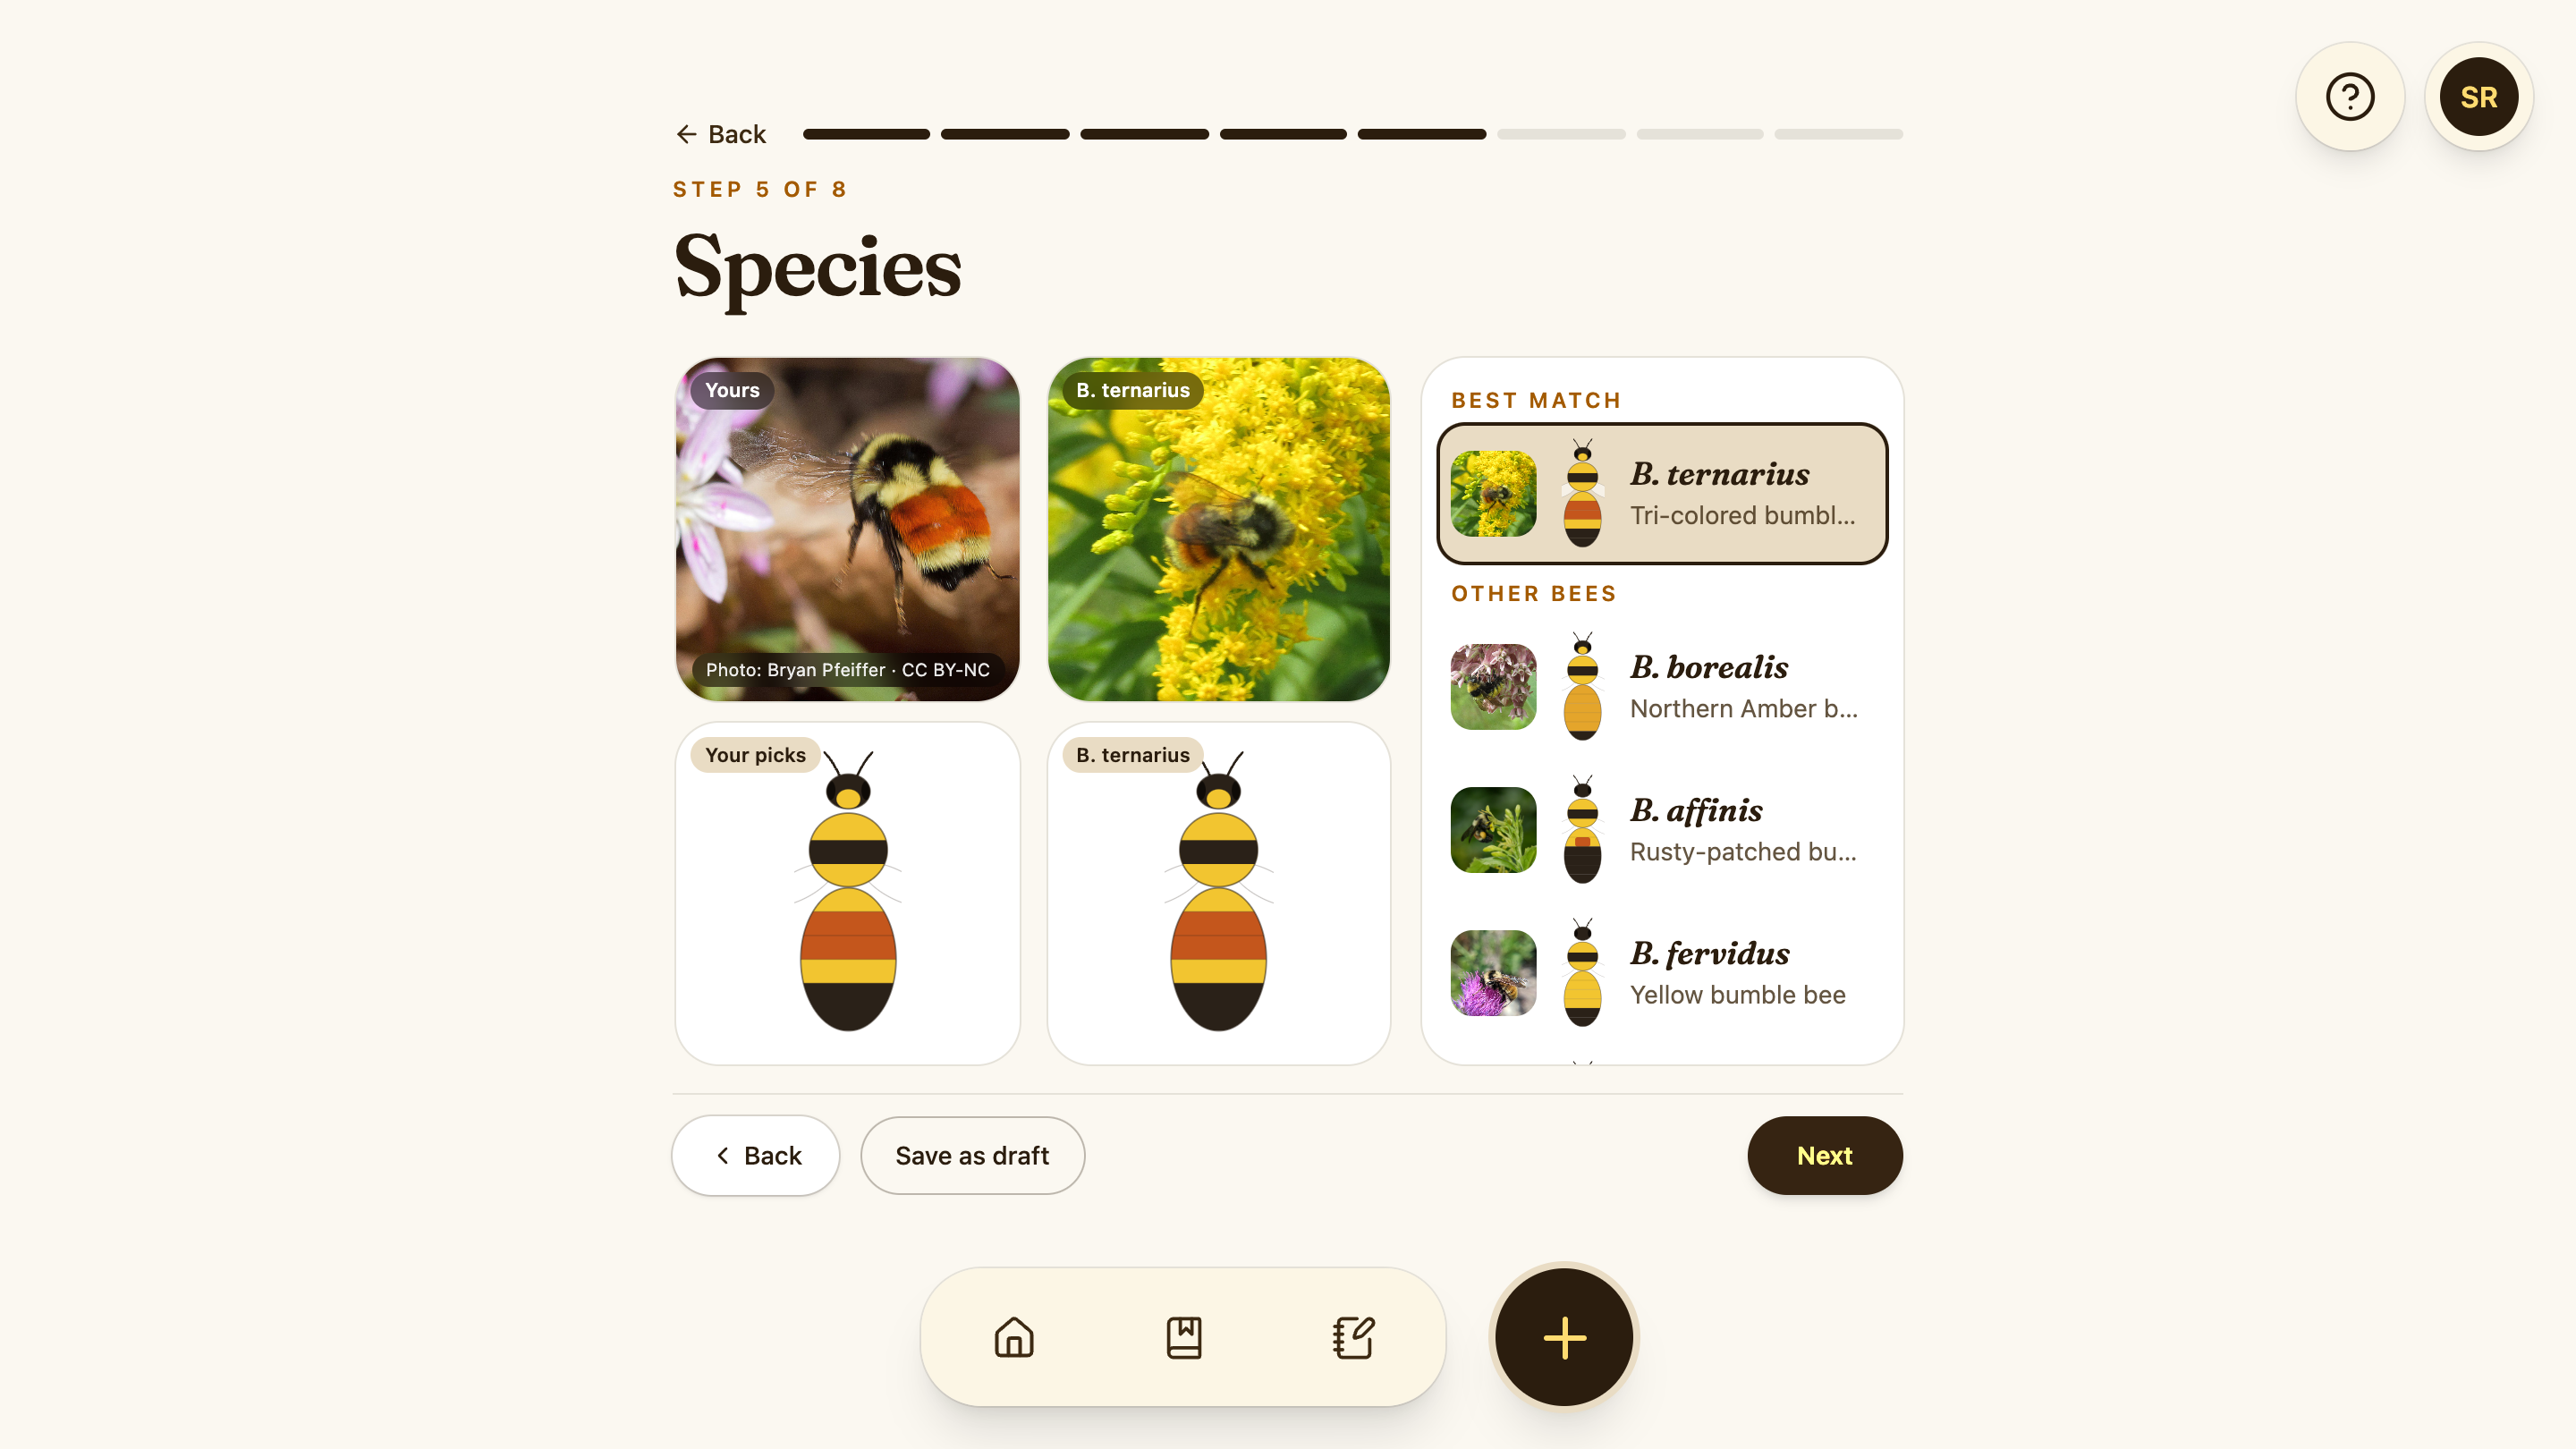 SR
Back
STEP 5 OF 8
Species
Yours
Photo: Bryan Pfeiffer · CC BY-NC
B. ternarius
Your picks
B. ternarius
BEST MATCH
B. ternarius
Tri-colored bumbl...
OTHER BEES
B. borealis
Northern Amber b...
B. affinis
Rusty-patched bu...
B. fervidus
Yellow bumble bee
Back
Save as draft
Next